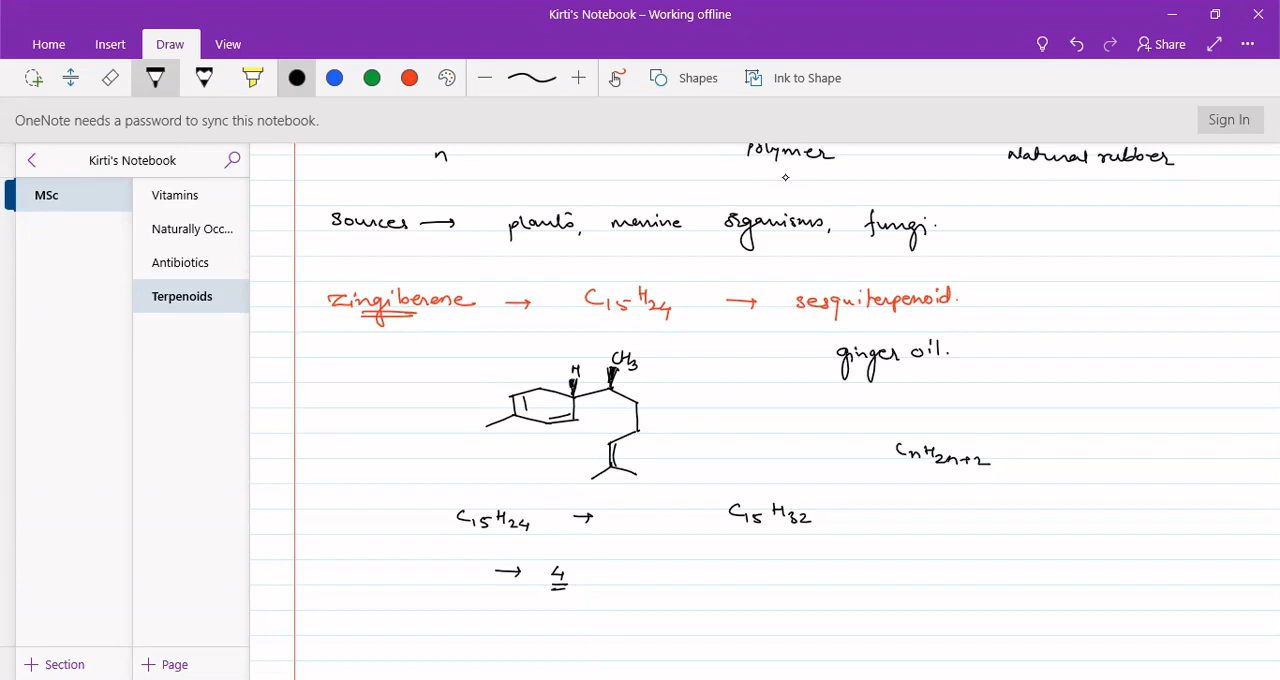 Kirti's Notebook – Working offline
Home Insert Draw View
Share
Shapes Ink to Shape
OneNote needs a password to sync this notebook. Sign In
Kirti's Notebook
MSc
Vitamins
Naturally Occ...
Antibiotics
Terpenoids
+ Section + Page
n polymer Natural rubber
Sources → plants, marine organisms, fungi.
Zingiberene → C15H24 → sesquiterpenoid.
ginger oil.
H CH3
CnH2n+2
C15H24 → C15H32
→ 4